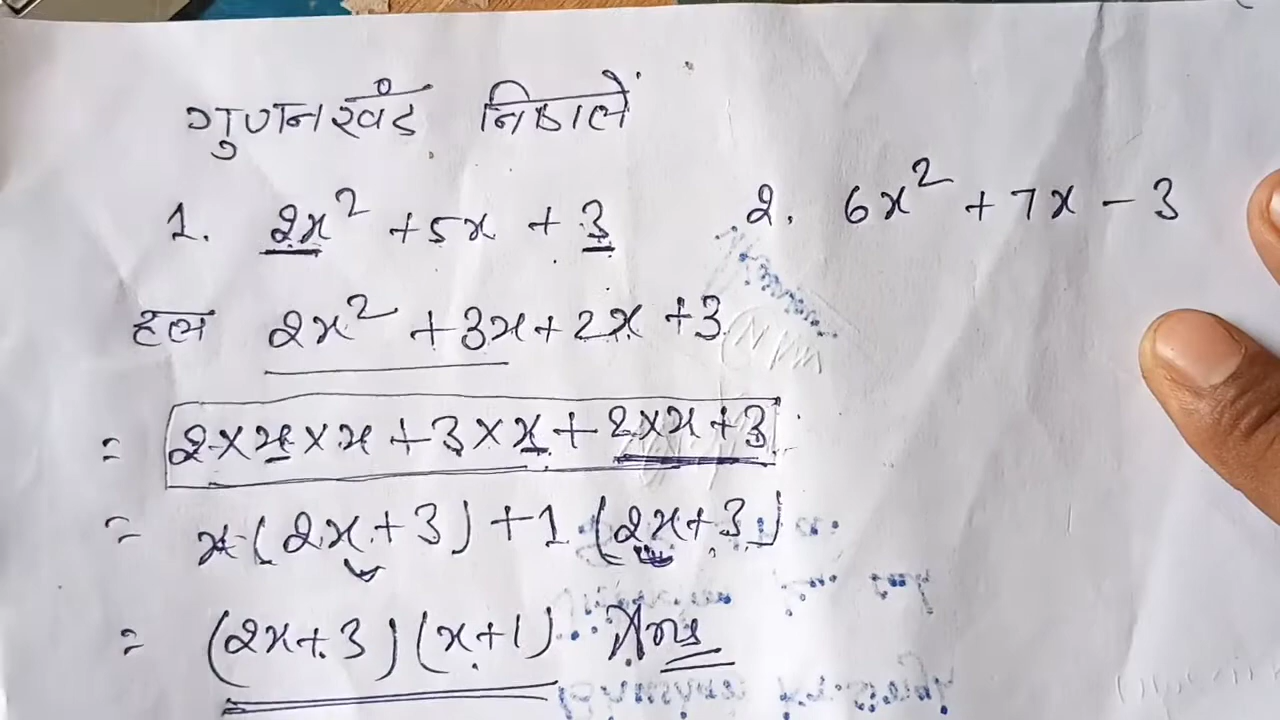 गुणनखंड निकालें
1. 2x² + 5x + 3
2. 6x² + 7x - 3
हल 2x² + 3x + 2x + 3
= 2×x×x + 3×x + 2×x + 3
= x(2x + 3) + 1(2x + 3)
= (2x + 3)(x + 1) Ans